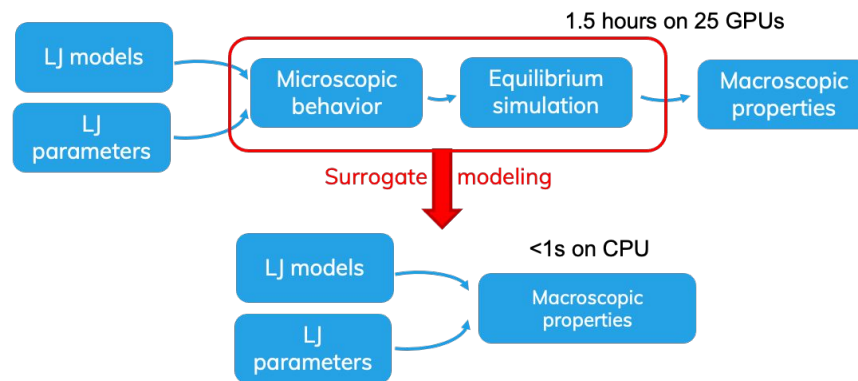 1.5 hours on 25 GPUs
LJ models
LJ
parameters
Microscopic
behavior
Equilibrium
simulation
Macroscopic
properties
Surrogate modeling
<1s on CPU
LJ models
LJ
parameters
Macroscopic
properties